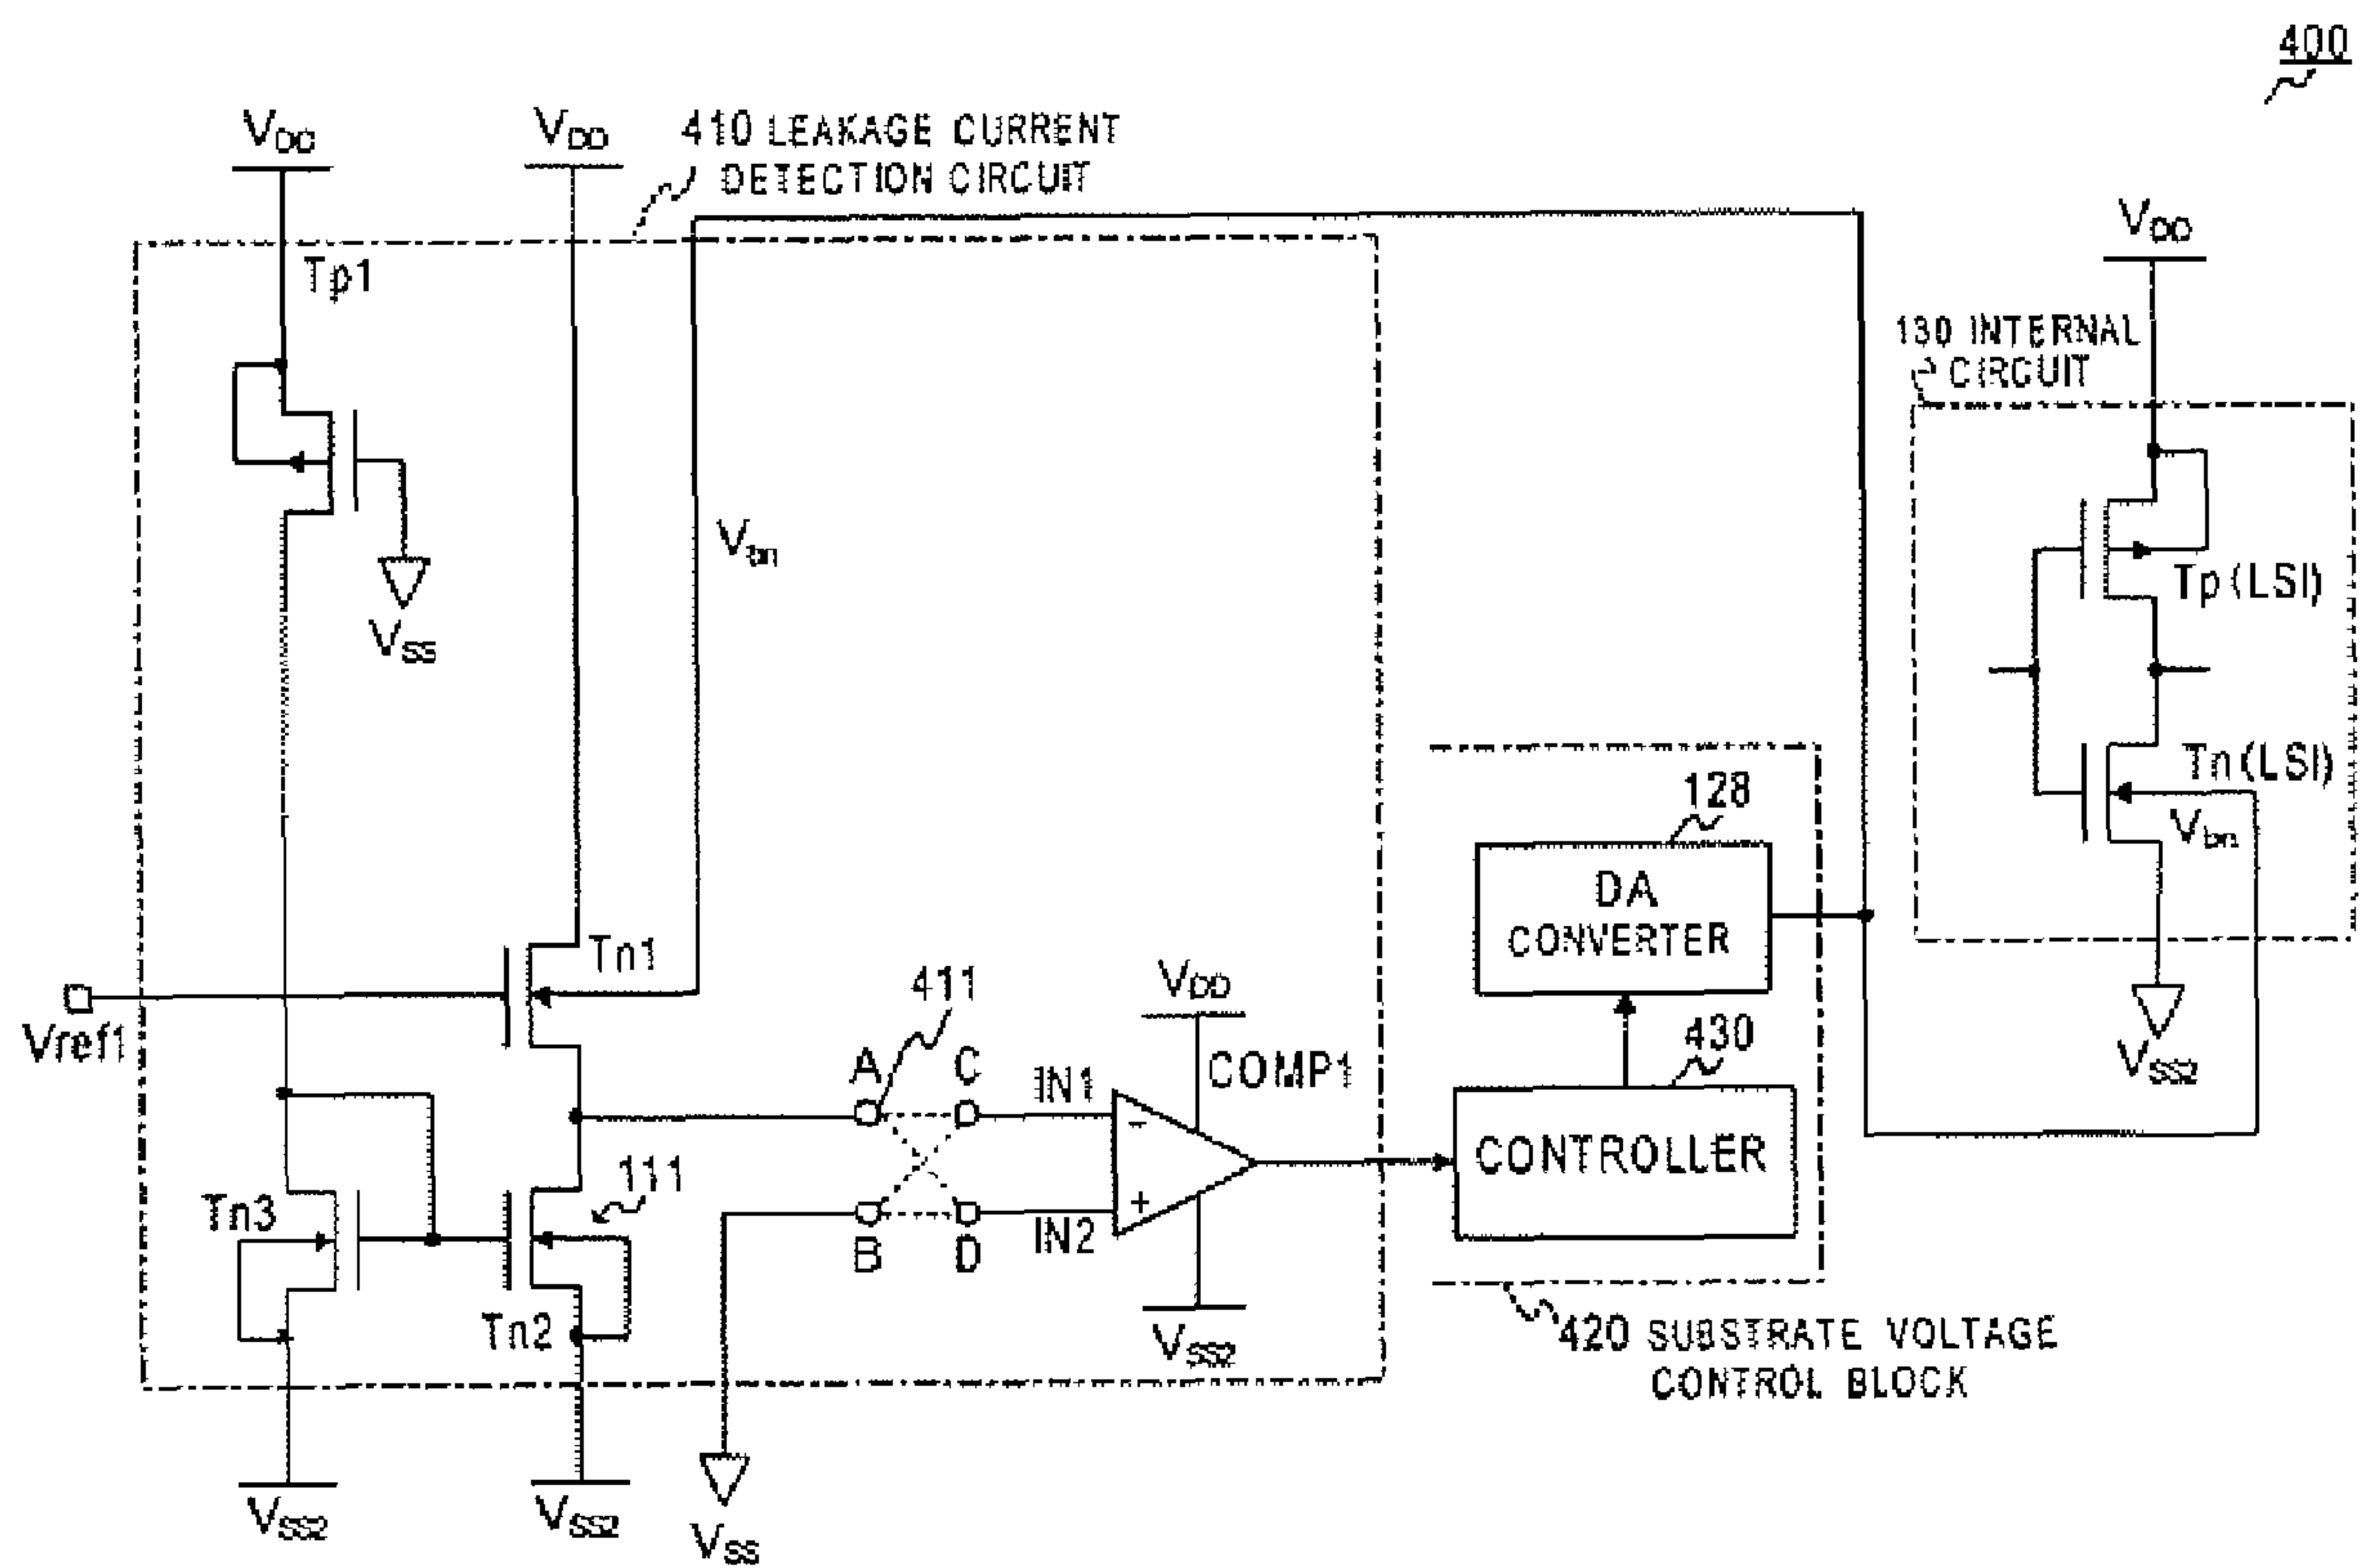 400
VDD
VDD
410 LEAKAGE CURRENT
DETECTION CIRCUIT
VDD
Tp1
130 INTERNAL
CIRCUIT
Vbn
VSS
Tp(LSI)
Tn(LSI)
Vbn
128
DA
CONVERTER
Tn1
411
VDD
Vref1
A
C
IN1
COMP1
430
VSS2
-
CONTROLLER
Tn3
111
+
B
D
IN2
Tn2
VSS2
420 SUBSTRATE VOLTAGE
CONTROL BLOCK
VSS2
VSS2
VSS